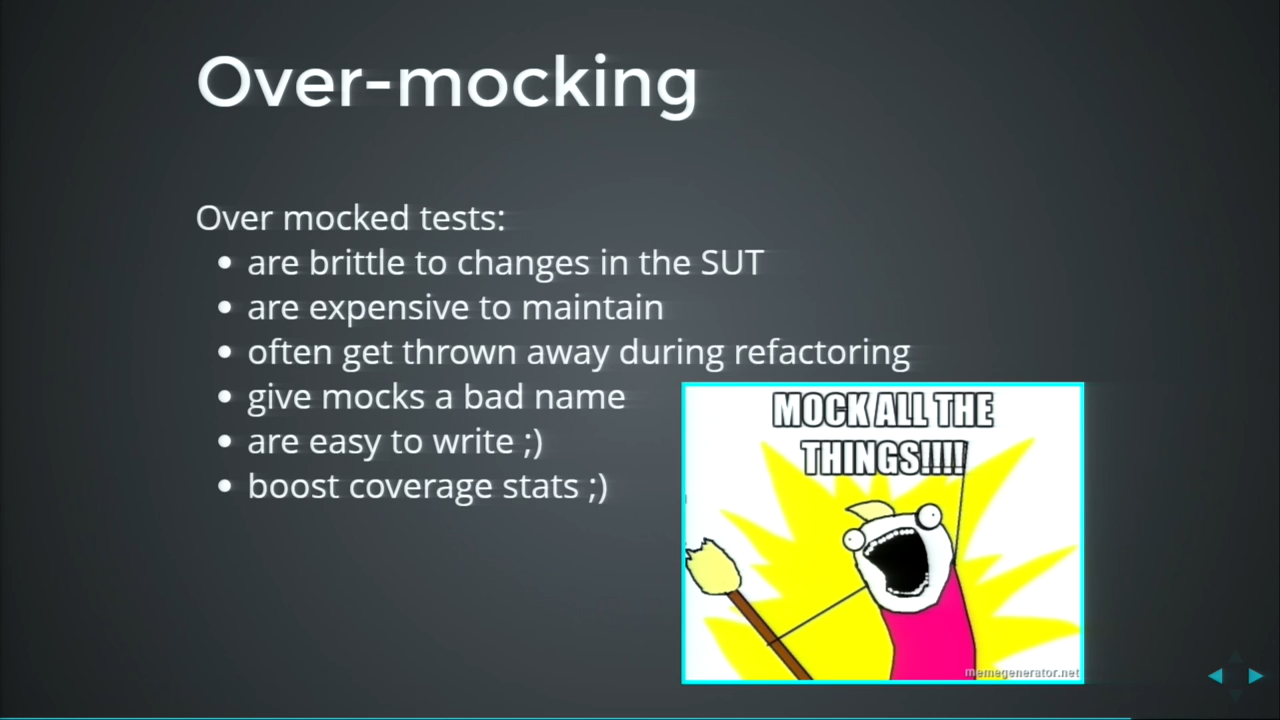 Over-mocking
Over mocked tests:
are brittle to changes in the SUT
are expensive to maintain
often get thrown away during refactoring
give mocks a bad name
are easy to write ;)
boost coverage stats ;)
MOCK ALL THE
THINGS!!!!
memegenerator.net